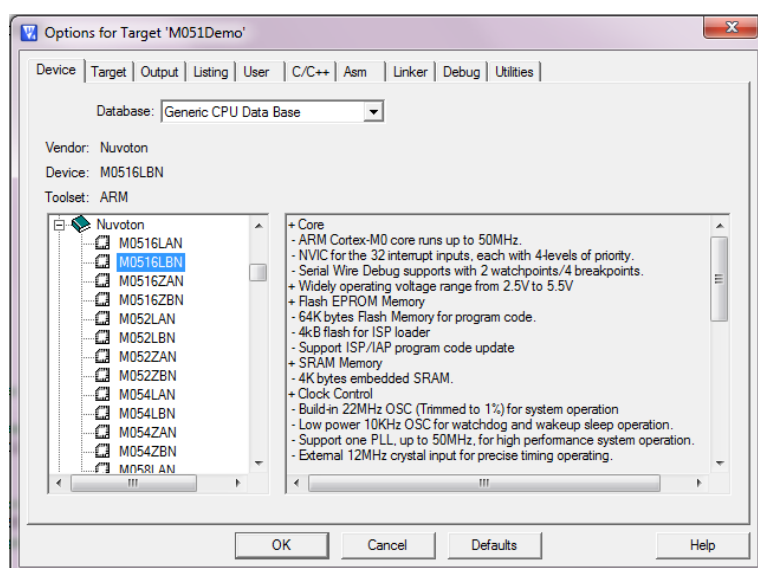 Options for Target 'M051Demo'
Device Target Output Listing User C/C++ Asm Linker Debug Utilities
Database: Generic CPU Data Base
Vendor: Nuvoton
Device: M0516LBN
Toolset: ARM
Nuvoton
M0516LAN
M0516LBN
M0516ZAN
M0516ZBN
M052LAN
M052LBN
M052ZAN
M052ZBN
M054LAN
M054LBN
M054ZAN
M054ZBN
M058LAN
+ Core
- ARM Cortex-M0 core runs up to 50MHz.
- NVIC for the 32 interrupt inputs, each with 4-levels of priority.
- Serial Wire Debug supports with 2 watchpoints/4 breakpoints.
+ Widely operating voltage range from 2.5V to 5.5V
+ Flash EPROM Memory
- 64K bytes Flash Memory for program code.
- 4kB flash for ISP loader
- Support ISP/IAP program code update
+ SRAM Memory
- 4K bytes embedded SRAM.
+ Clock Control
- Build-in 22MHz OSC (Trimmed to 1%) for system operation
- Low power 10KHz OSC for watchdog and wakeup sleep operation.
- Support one PLL, up to 50MHz, for high performance system operation.
- External 12MHz crystal input for precise timing operating.
OK Cancel Defaults Help